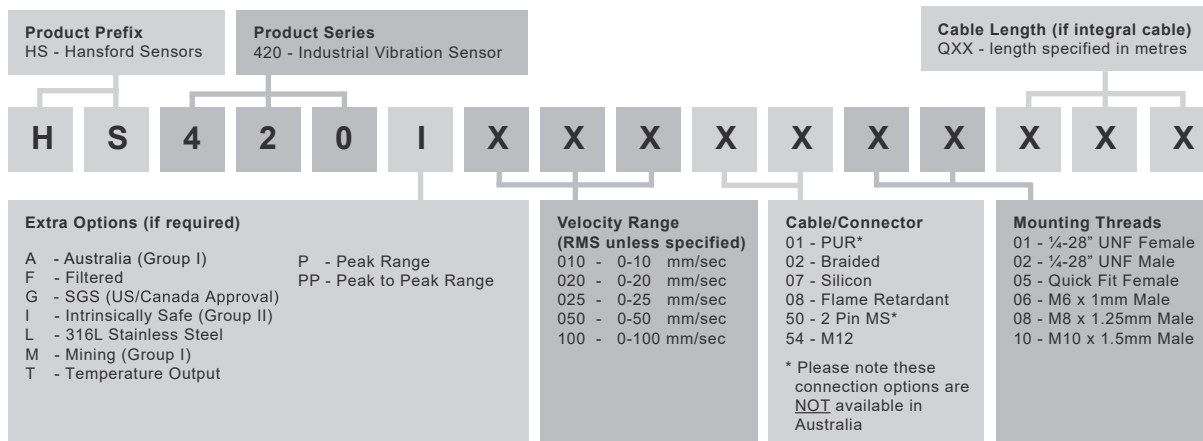 Product Prefix
HS - Hansford Sensors
Product Series
420 - Industrial Vibration Sensor
Cable Length (if integral cable)
QXX - length specified in metres
H S 4 2 0 I X X X X X X X X X X
Extra Options (if required)
A - Australia (Group I)
F - Filtered
G - SGS (US/Canada Approval)
I - Intrinsically Safe (Group II)
L - 316L Stainless Steel
M - Mining (Group I)
T - Temperature Output
P - Peak Range
PP - Peak to Peak Range
Velocity Range
(RMS unless specified)
010 - 0-10 mm/sec
020 - 0-20 mm/sec
025 - 0-25 mm/sec
050 - 0-50 mm/sec
100 - 0-100 mm/sec
Cable/Connector
01 - PUR*
02 - Braided
07 - Silicon
08 - Flame Retardant
50 - 2 Pin MS*
54 - M12
* Please note these
connection options are
NOT available in
Australia
Mounting Threads
01 - ¼-28” UNF Female
02 - ¼-28” UNF Male
05 - Quick Fit Female
06 - M6 x 1mm Male
08 - M8 x 1.25mm Male
10 - M10 x 1.5mm Male